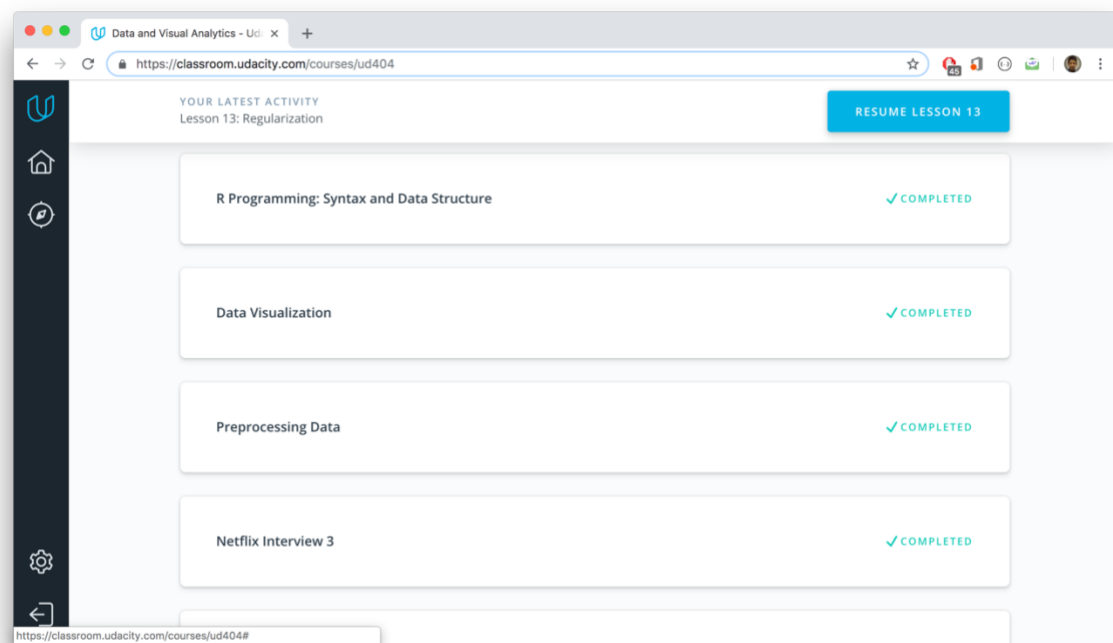 Data and Visual Analytics - Ud
https://classroom.udacity.com/courses/ud404
45
YOUR LATEST ACTIVITY
Lesson 13: Regularization
RESUME LESSON 13
R Programming: Syntax and Data Structure
COMPLETED
Data Visualization
COMPLETED
Preprocessing Data
COMPLETED
Netflix Interview 3
COMPLETED
https://classroom.udacity.com/courses/ud404#